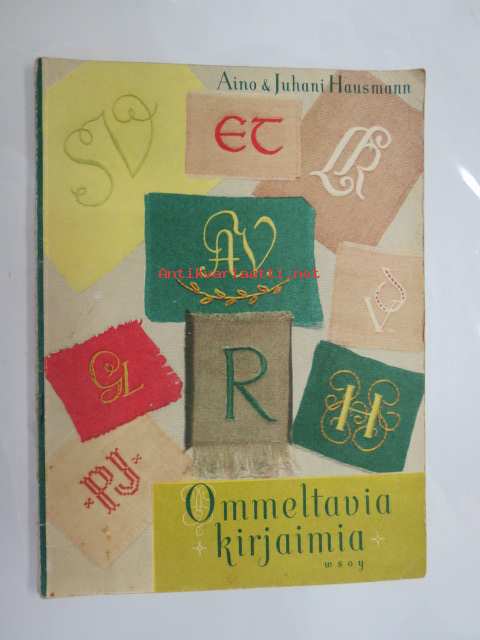 Aino & Juhani Hausmann
SV
ET
LR
AV
Antikvariaatti.net
V
GL
R
H
PJ
Ommeltavia
kirjaimia
wsoy